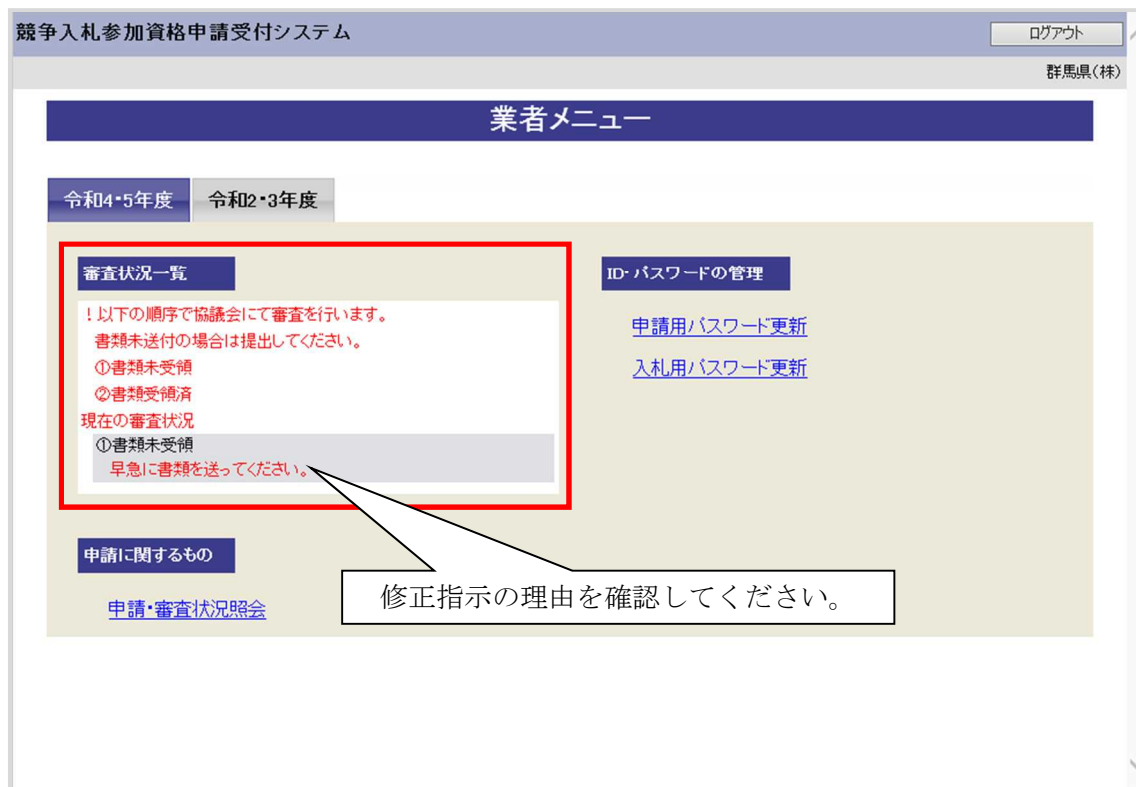 競争入札参加資格申請受付システム
ログアウト
群馬県(株)
業者メニュー
令和4・5年度
令和2・3年度
審査状況一覧
！以下の順序で協議会にて審査を行います。
書類未送付の場合は提出してください。
①書類未受領
②書類受領済
現在の審査状況
①書類未受領
早急に書類を送ってください。
ID・パスワードの管理
申請用パスワード更新
入札用パスワード更新
申請に関するもの
申請・審査状況照会
修正指示の理由を確認してください。